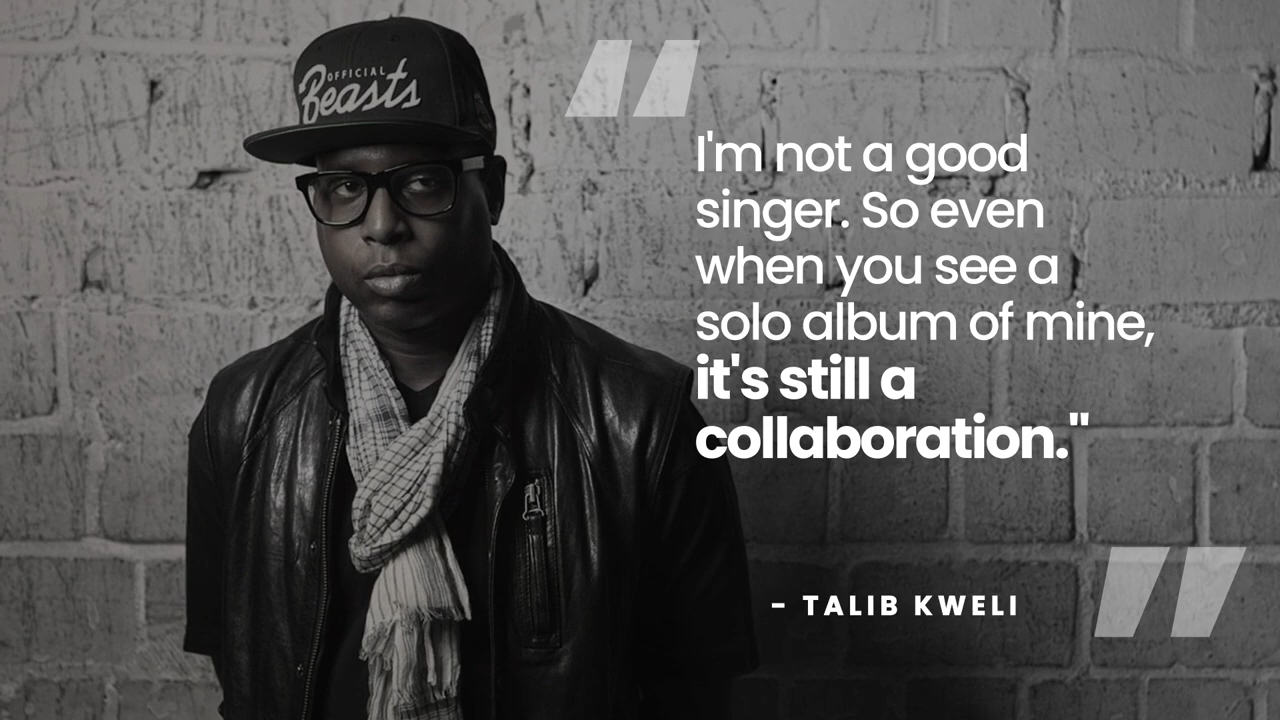 OFFICIAL
Beasts
I'm not a good
singer. So even
when you see a
solo album of mine,
it's still a
collaboration."
- TALIB KWELI